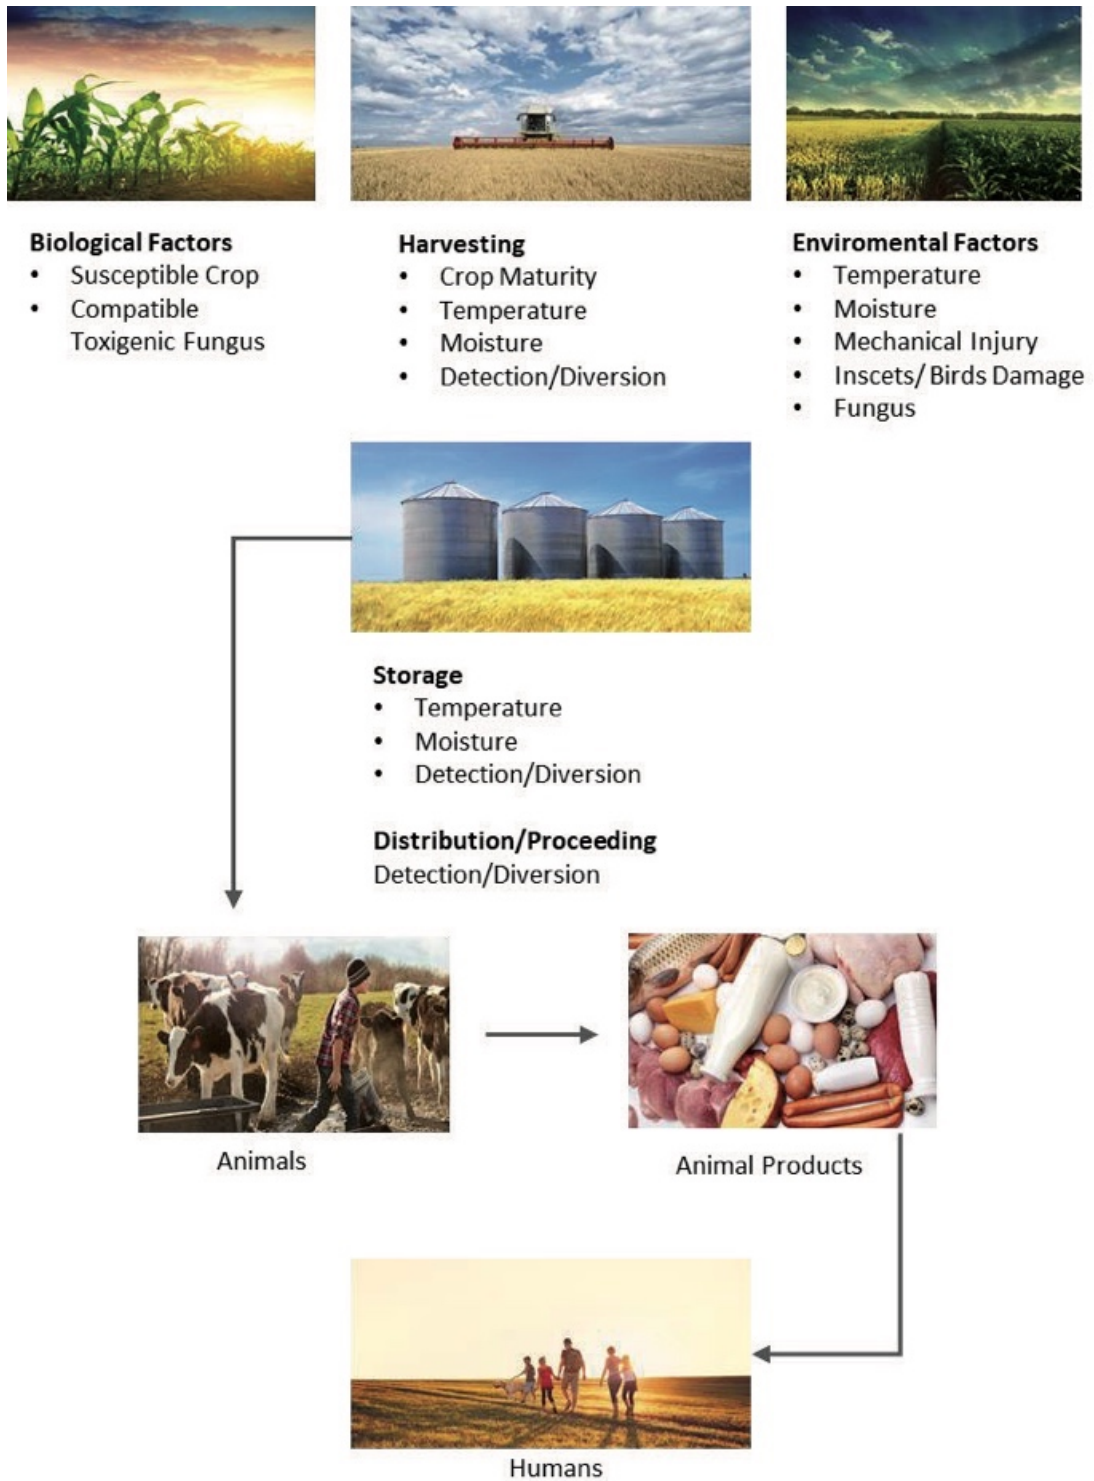 Biological Factors
• Susceptible Crop
• Compatible
Toxigenic Fungus
Harvesting
• Crop Maturity
• Temperature
• Moisture
• Detection/Diversion
Enviromental Factors
• Temperature
• Moisture
• Mechanical Injury
• Inscets/ Birds Damage
• Fungus
Storage
• Temperature
• Moisture
• Detection/Diversion
Distribution/Proceeding
Detection/Diversion
Animals
Animal Products
Humans